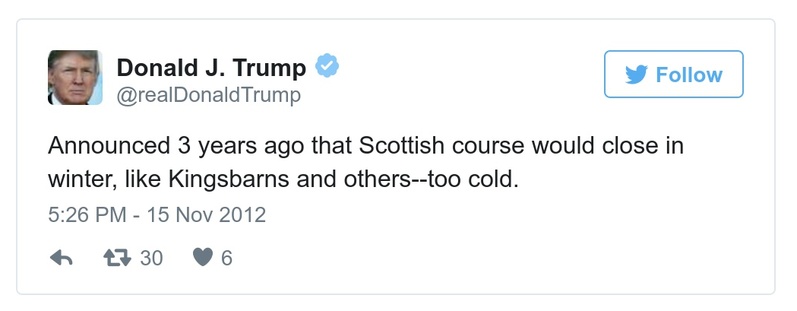 Donald J. Trump
@realDonaldTrump
Follow
Announced 3 years ago that Scottish course would close in
winter, like Kingsbarns and others--too cold.
5:26 PM - 15 Nov 2012
30 6